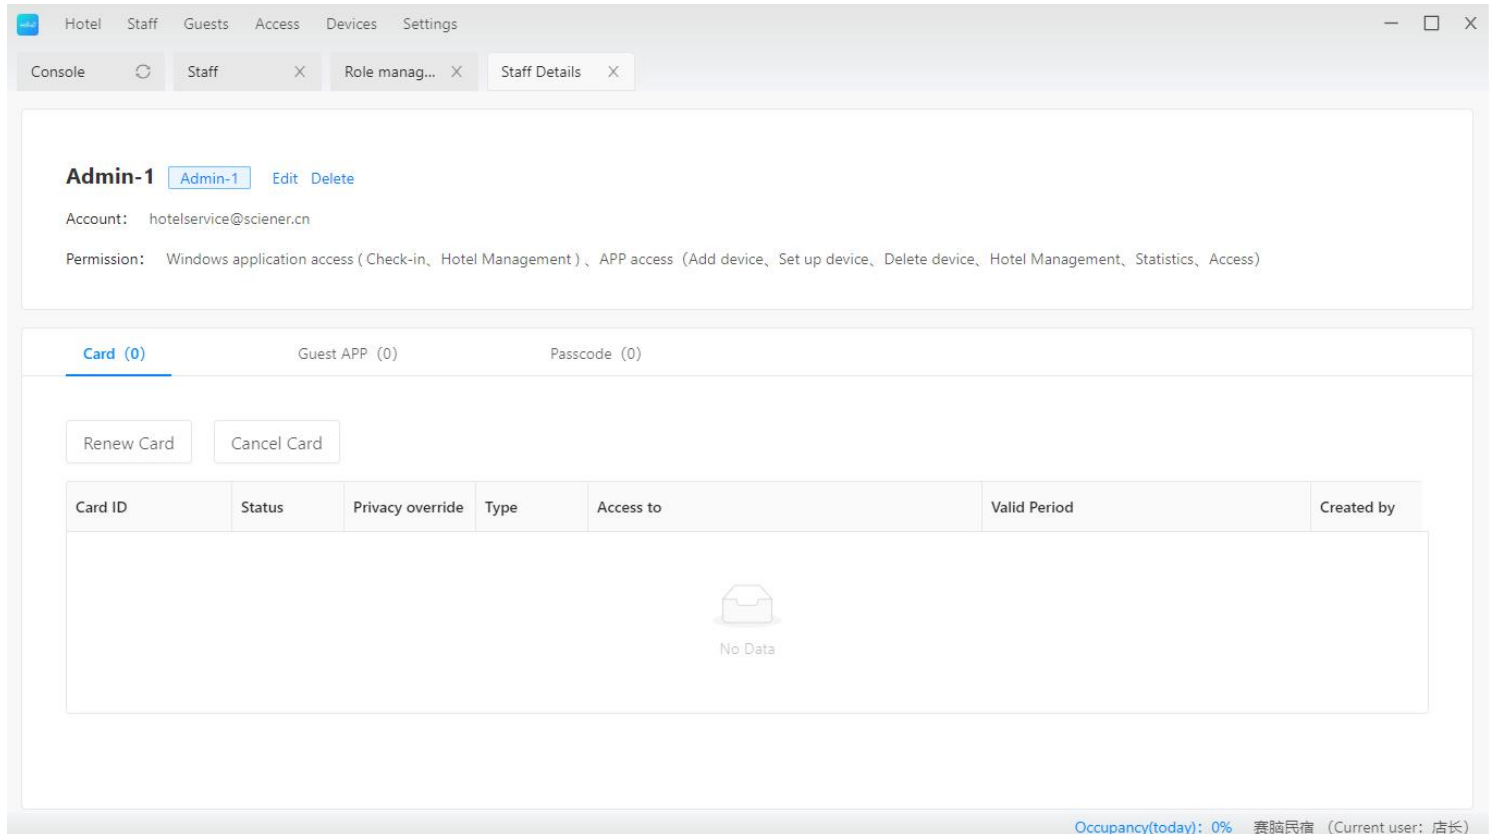 Hotel Staff Guests Access Devices Settings
Console Staff Role manag... Staff Details
Admin-1 Admin-1 Edit Delete
Account： hotelservice@sciener.cn
Permission： Windows application access ( Check-in、Hotel Management ) 、APP access（Add device、Set up device、Delete device、Hotel Management、Statistics、Access）
Card（0） Guest APP（0） Passcode（0）
Renew Card Cancel Card
Card ID Status Privacy override Type Access to Valid Period Created by
No Data
Occupancy(today)：0% 赛脑民宿 （Current user：店长）